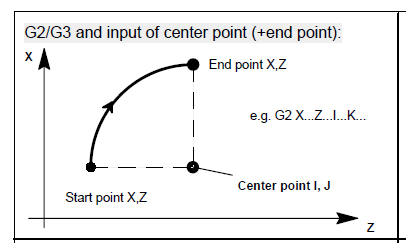 G2/G3 and input of center point (+end point):
X
End point X,Z
e.g. G2 X...Z...I...K...
Center point I, J
Start point X,Z
Z